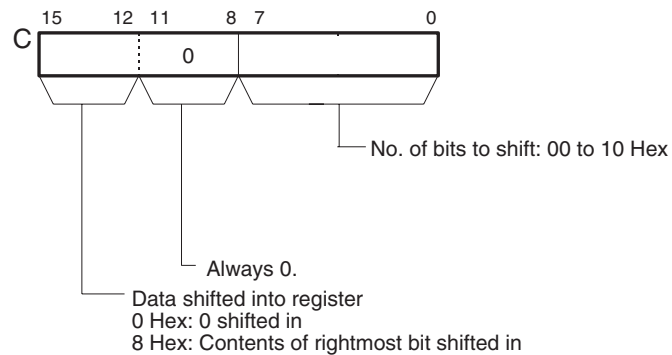 15 12 11 8 7 0
C
0
No. of bits to shift: 00 to 10 Hex
Always 0.
Data shifted into register
0 Hex: 0 shifted in
8 Hex: Contents of rightmost bit shifted in